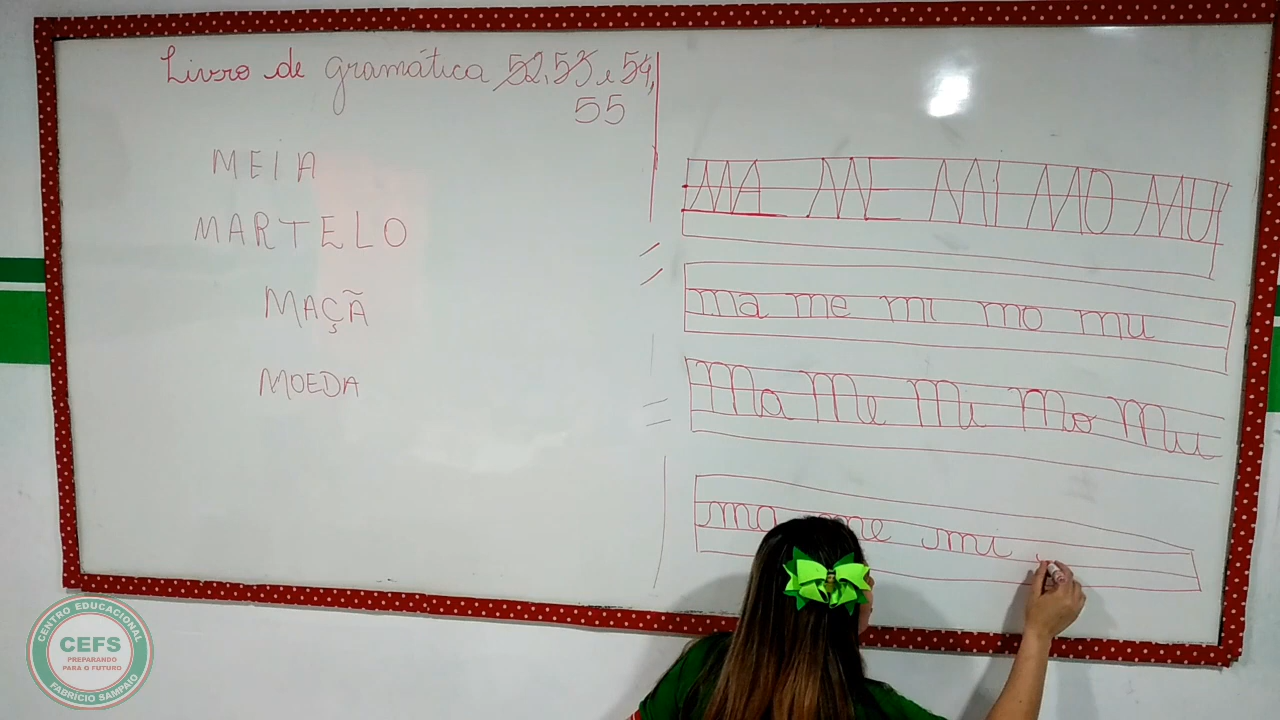 Livro de gramática 52, 53 e 54,
55
MEIA
MARTELO
MAÇÃ
MOEDA
MA ME MI MO MU
ma me mi mo mu
Ma Me Mi Mo Mu
ma me mi
CENTRO EDUCACIONAL
CEFS
PREPARANDO
PARA O FUTURO
FABRÍCIO SAMPAIO